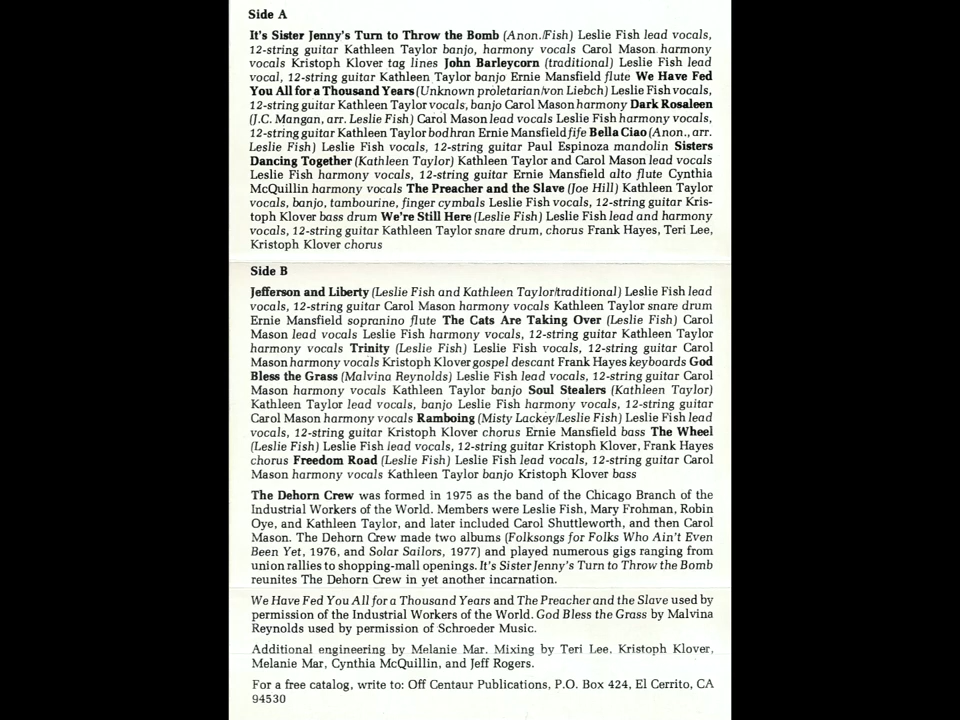 Side A
It's Sister Jenny's Turn to Throw the Bomb (Anon./Fish) Leslie Fish lead vocals,
12-string guitar Kathleen Taylor banjo, harmony vocals Carol Mason harmony
vocals Kristoph Klover tag lines John Barleycorn (traditional) Leslie Fish lead
vocal, 12-string guitar Kathleen Taylor banjo Ernie Mansfield flute We Have Fed
You All for a Thousand Years (Unknown proletarian/von Liebch) Leslie Fish vocals,
12-string guitar Kathleen Taylor vocals, banjo Carol Mason harmony Dark Rosaleen
(J.C. Mangan, arr. Leslie Fish) Carol Mason lead vocals Leslie Fish harmony vocals,
12-string guitar Kathleen Taylor bodhran Ernie Mansfield fife Bella Ciao (Anon., arr.
Leslie Fish) Leslie Fish vocals, 12-string guitar Paul Espinoza mandolin Sisters
Dancing Together (Kathleen Taylor) Kathleen Taylor and Carol Mason lead vocals
Leslie Fish harmony vocals, 12-string guitar Ernie Mansfield alto flute Cynthia
McQuillin harmony vocals The Preacher and the Slave (Joe Hill) Kathleen Taylor
vocals, banjo, tambourine, finger cymbals Leslie Fish vocals, 12-string guitar Kris-
toph Klover bass drum We're Still Here (Leslie Fish) Leslie Fish lead and harmony
vocals, 12-string guitar Kathleen Taylor snare drum, chorus Frank Hayes, Teri Lee,
Kristoph Klover chorus
Side B
Jefferson and Liberty (Leslie Fish and Kathleen Taylor/traditional) Leslie Fish lead
vocals, 12-string guitar Carol Mason harmony vocals Kathleen Taylor snare drum
Ernie Mansfield sopranino flute The Cats Are Taking Over (Leslie Fish) Carol
Mason lead vocals Leslie Fish harmony vocals, 12-string guitar Kathleen Taylor
harmony vocals Trinity (Leslie Fish) Leslie Fish vocals, 12-string guitar Carol
Mason harmony vocals Kristoph Klover gospel descant Frank Hayes keyboards God
Bless the Grass (Malvina Reynolds) Leslie Fish lead vocals, 12-string guitar Carol
Mason harmony vocals Kathleen Taylor banjo Soul Stealers (Kathleen Taylor)
Kathleen Taylor lead vocals, banjo Leslie Fish harmony vocals, 12-string guitar
Carol Mason harmony vocals Ramboing (Misty Lackey/Leslie Fish) Leslie Fish lead
vocals, 12-string guitar Kristoph Klover chorus Ernie Mansfield bass The Wheel
(Leslie Fish) Leslie Fish lead vocals, 12-string guitar Kristoph Klover, Frank Hayes
chorus Freedom Road (Leslie Fish) Leslie Fish lead vocals, 12-string guitar Carol
Mason harmony vocals Kathleen Taylor banjo Kristoph Klover bass
The Dehorn Crew was formed in 1975 as the band of the Chicago Branch of the
Industrial Workers of the World. Members were Leslie Fish, Mary Frohman, Robin
Oye, and Kathleen Taylor, and later included Carol Shuttleworth, and then Carol
Mason. The Dehorn Crew made two albums (Folksongs for Folks Who Ain't Even
Been Yet, 1976, and Solar Sailors, 1977) and played numerous gigs ranging from
union rallies to shopping-mall openings. It's Sister Jenny's Turn to Throw the Bomb
reunites The Dehorn Crew in yet another incarnation.
We Have Fed You All for a Thousand Years and The Preacher and the Slave used by
permission of the Industrial Workers of the World. God Bless the Grass by Malvina
Reynolds used by permission of Schroeder Music.
Additional engineering by Melanie Mar. Mixing by Teri Lee. Kristoph Klover,
Melanie Mar, Cynthia McQuillin, and Jeff Rogers.
For a free catalog, write to: Off Centaur Publications, P.O. Box 424, El Cerrito, CA
94530